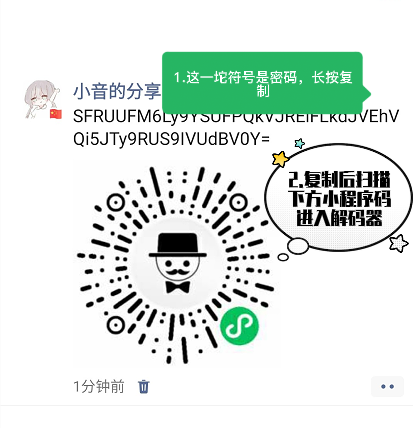 1.这一坨符号是密码，长按复
制
小音的分享
SFRUUFM6Ly9YSUFPQkVJRElFLkdJVEhV
Qi5JTy9RUS9IVUdBV0Y=
2.复制后扫描
下方小程序码
进入解码器
1分钟前